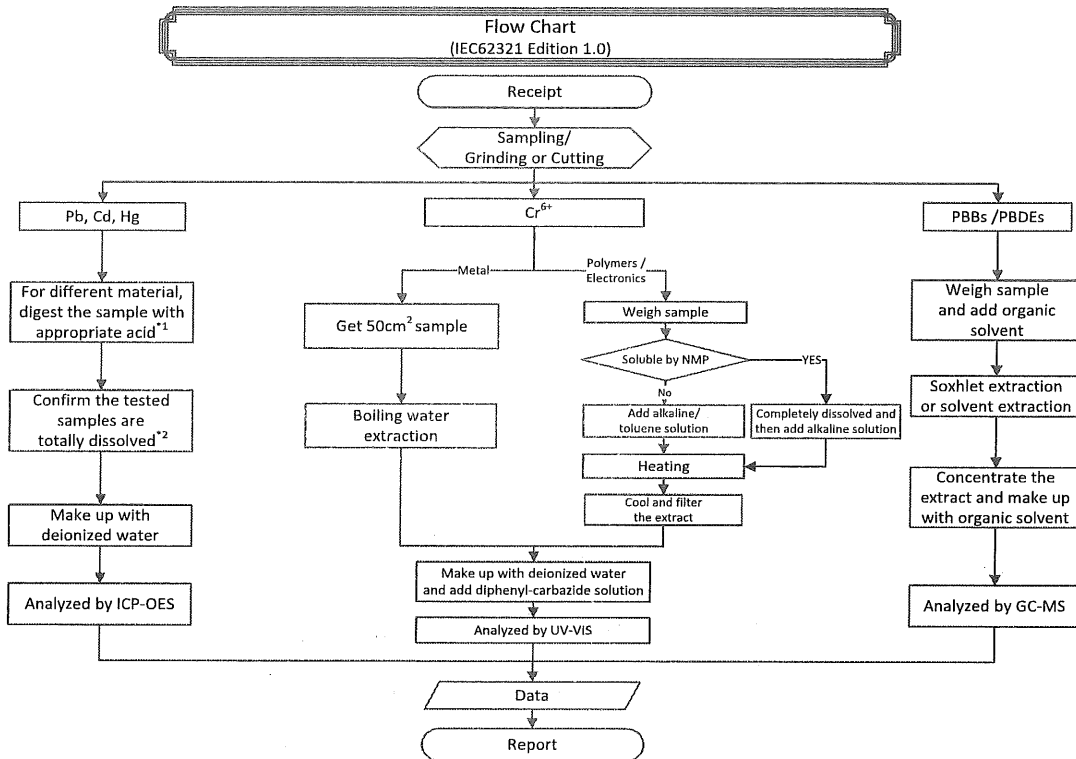 Flow Chart
(IEC62321 Edition 1.0)
Receipt
Sampling/
Grinding or Cutting
Pb, Cd, Hg
For different material,
digest the sample with
appropriate acid*1
Confirm the tested
samples are
totally dissolved*2
Make up with
deionized water
Analyzed by ICP-OES
Cr6+
Metal
Get 50cm2 sample
Boiling water
extraction
Polymers /
Electronics
Weigh sample
Soluble by NMP
YES
No
Add alkaline/
toluene solution
Completely dissolved and
then add alkaline solution
Heating
Cool and filter
the extract
Make up with deionized water
and add diphenyl-carbazide solution
Analyzed by UV-VIS
PBBs /PBDEs
Weigh sample
and add organic
solvent
Soxhlet extraction
or solvent extraction
Concentrate the
extract and make up
with organic solvent
Analyzed by GC-MS
Data
Report